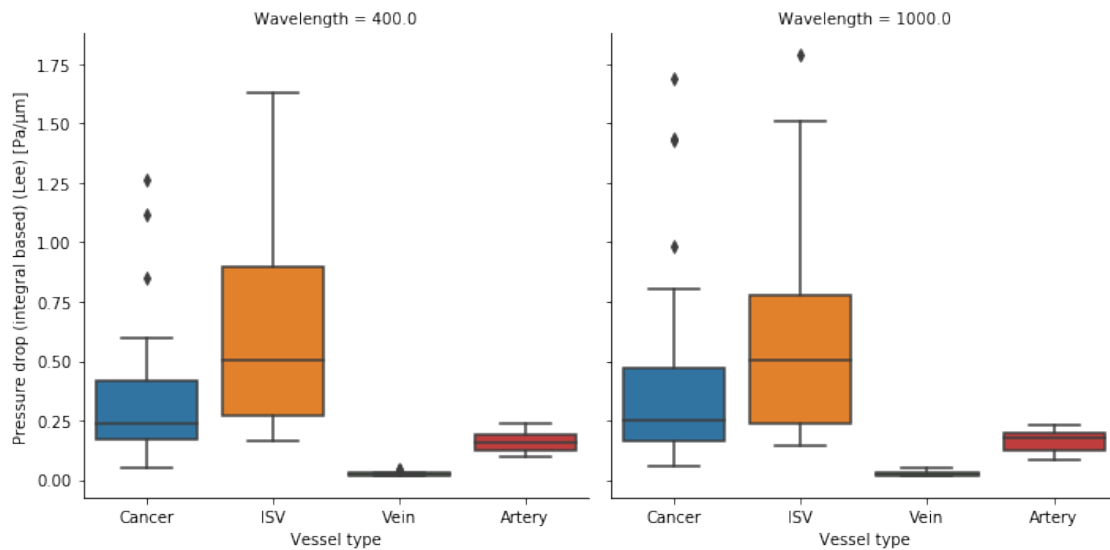 Wavelength = 400.0
Wavelength = 1000.0
Pressure drop (integral based) (Lee) [Pa/μm]
1.75
1.50
1.25
1.00
0.75
0.50
0.25
0.00
Cancer ISV Vein Artery
Vessel type
Cancer ISV Vein Artery
Vessel type